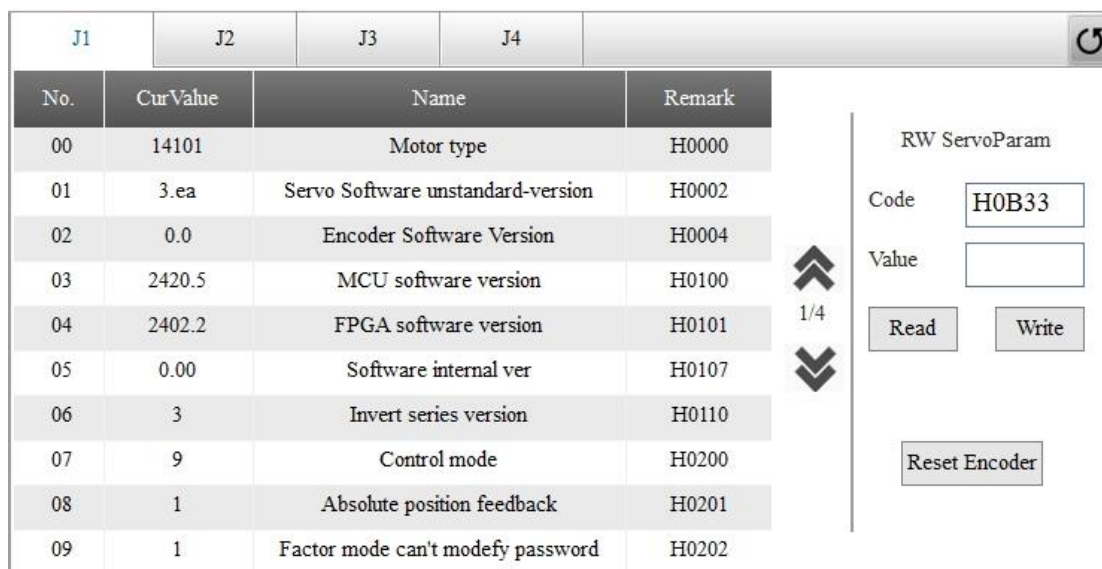 J1 J2 J3 J4
No. CurValue Name Remark
00 14101 Motor type H0000
01 3.ea Servo Software unstandard-version H0002
02 0.0 Encoder Software Version H0004
03 2420.5 MCU software version H0100
04 2402.2 FPGA software version H0101
05 0.00 Software internal ver H0107
06 3 Invert series version H0110
07 9 Control mode H0200
08 1 Absolute position feedback H0201
09 1 Factor mode can't modefy password H0202
1/4
RW ServoParam
Code H0B33
Value
Read Write
Reset Encoder